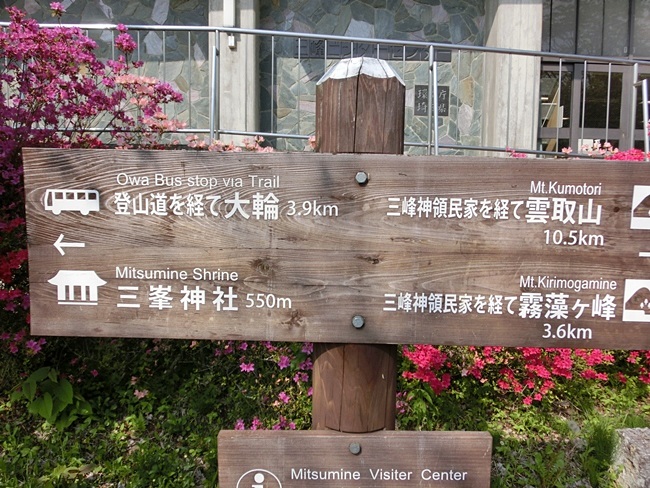 Owa Bus stop via Trail
登山道を経て大輪 3.9km
Mitsumine Shrine
三峯神社 550m
Mt.Kumotori
三峰神領民家を経て雲取山
10.5km
Mt.Kirimogamine
三峰神領民家を経て霧藻ヶ峰
3.6km
Mitsumine Visiter Center